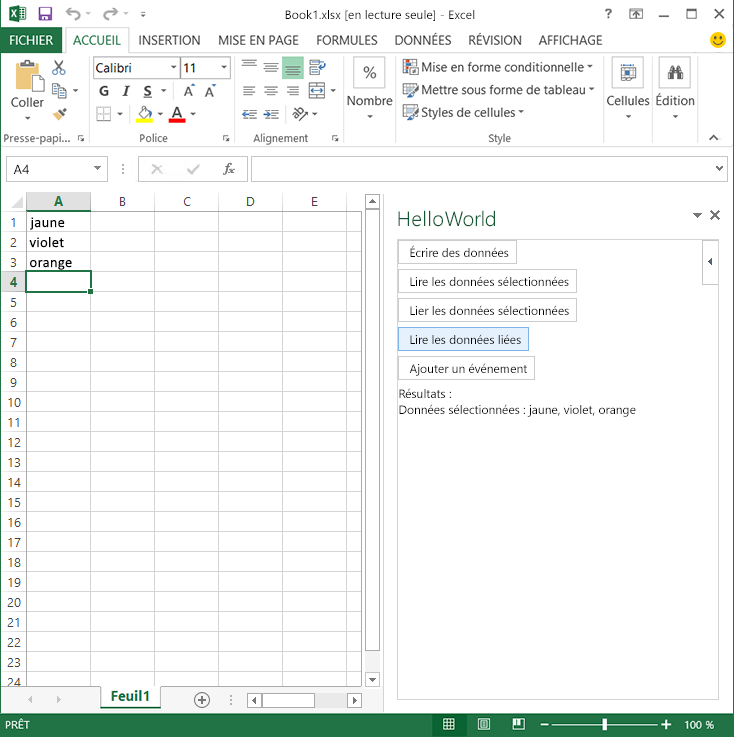 Book1.xlsx [en lecture seule] - Excel
FICHIER ACCUEIL INSERTION MISE EN PAGE FORMULES DONNÉES RÉVISION AFFICHAGE
Coller
Calibri 11
G I S A A
A
%
Nombre
Mise en forme conditionnelle
Mettre sous forme de tableau
Styles de cellules
Cellules
Édition
Presse-papi... Police Alignement Style
A4 fx
A B C D E
1 jaune
2 violet
3 orange
4
5
6
7
8
9
10
11
12
13
14
15
16
17
18
19
20
21
22
23
24
HelloWorld
Écrire des données
Lire les données sélectionnées
Lier les données sélectionnées
Lire les données liées
Ajouter un événement
Résultats :
Données sélectionnées : jaune, violet, orange
Feuil1
PRÊT 100 %